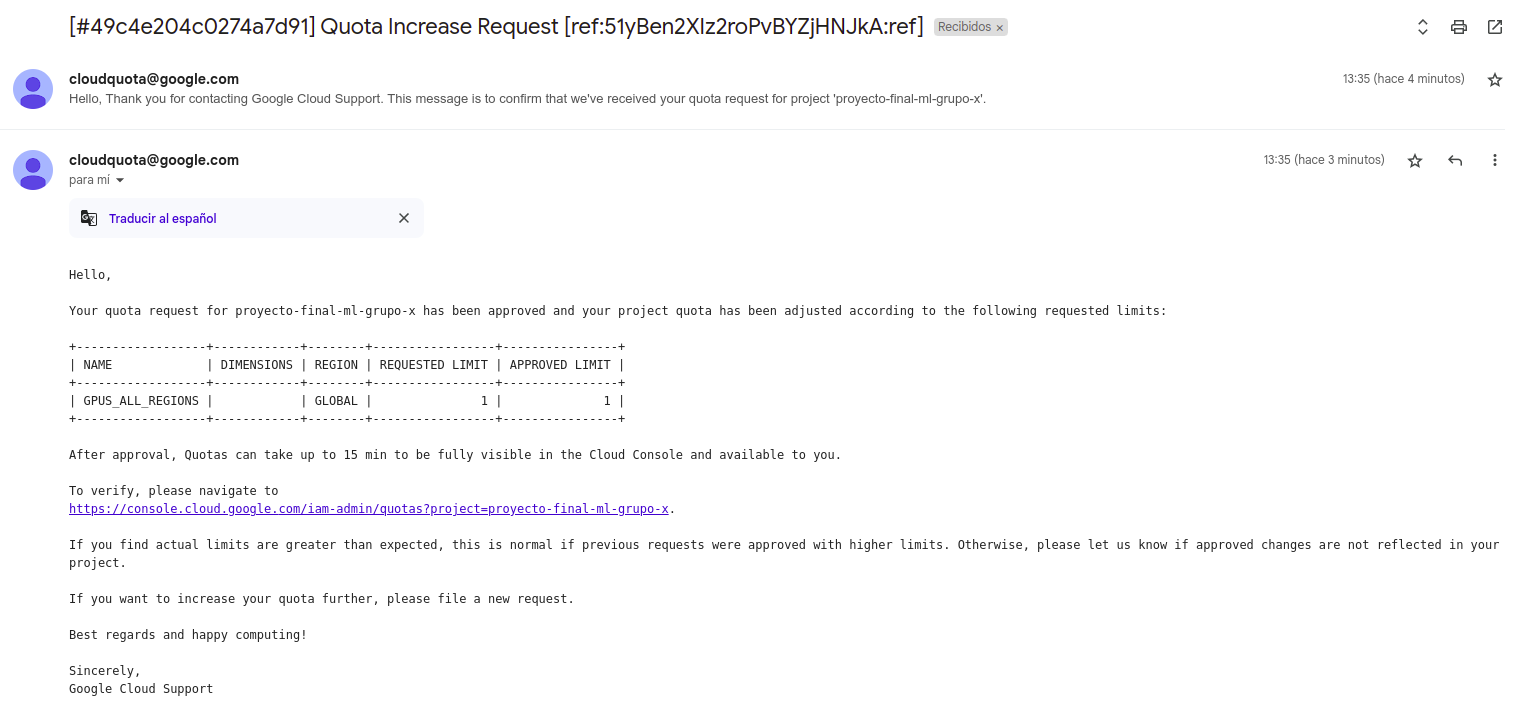 [#49c4e204c0274a7d91] Quota Increase Request [ref:51yBen2XIz2roPvBYZjHNJkA:ref] Recibidos ×
cloudquota@google.com 13:35 (hace 4 minutos)
Hello, Thank you for contacting Google Cloud Support. This message is to confirm that we've received your quota request for project 'proyecto-final-ml-grupo-x'.
cloudquota@google.com 13:35 (hace 3 minutos)
para mí
Traducir al español
Hello,
Your quota request for proyecto-final-ml-grupo-x has been approved and your project quota has been adjusted according to the following requested limits:
+------------------+------------+--------+-----------------+----------------+
| NAME             | DIMENSIONS | REGION | REQUESTED LIMIT | APPROVED LIMIT |
+------------------+------------+--------+-----------------+----------------+
| GPUS_ALL_REGIONS |            | GLOBAL |               1 |              1 |
+------------------+------------+--------+-----------------+----------------+
After approval, Quotas can take up to 15 min to be fully visible in the Cloud Console and available to you.
To verify, please navigate to
https://console.cloud.google.com/iam-admin/quotas?project=proyecto-final-ml-grupo-x.
If you find actual limits are greater than expected, this is normal if previous requests were approved with higher limits. Otherwise, please let us know if approved changes are not reflected in your
project.
If you want to increase your quota further, please file a new request.
Best regards and happy computing!
Sincerely,
Google Cloud Support